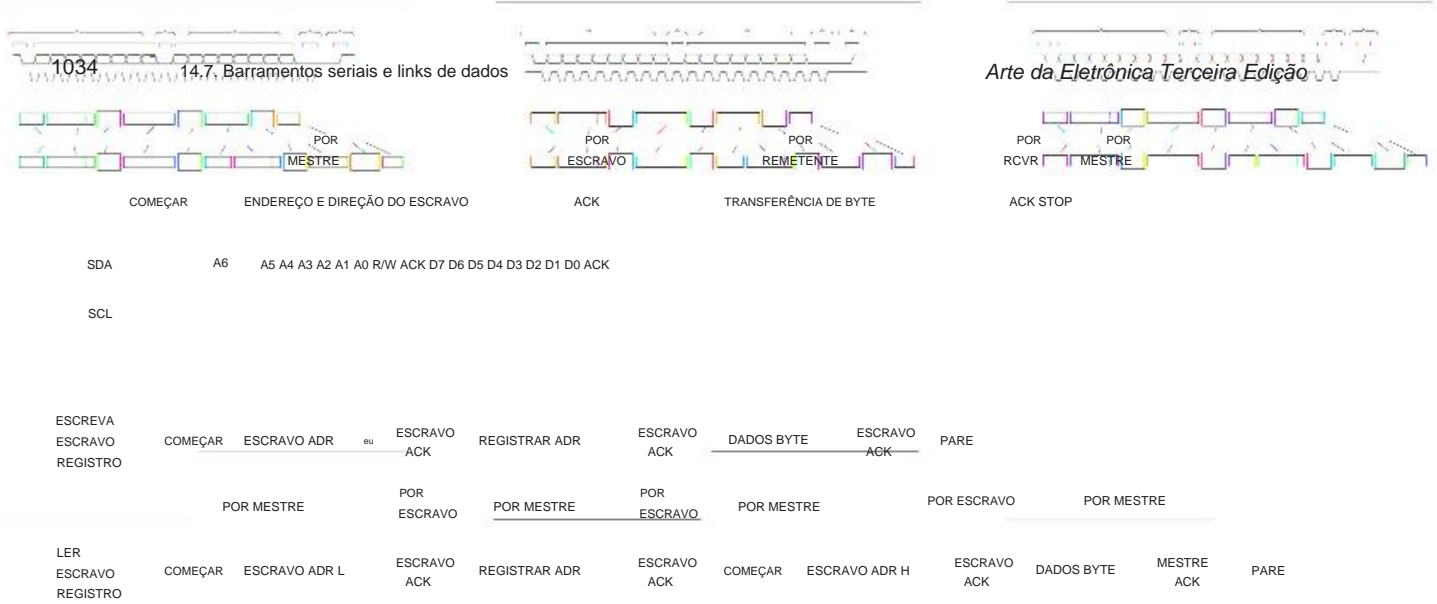 1034 14.7. Barramentos seriais e links de dados Arte da Eletrônica Terceira Edição
POR MESTRE
POR ESCRAVO
POR REMETENTE
POR RCVR
POR MESTRE
COMEÇAR ENDEREÇO E DIREÇÃO DO ESCRAVO ACK TRANSFERÊNCIA DE BYTE ACK STOP
SDA A6 A5 A4 A3 A2 A1 A0 R/W ACK D7 D6 D5 D4 D3 D2 D1 D0 ACK
SCL
ESCREVA ESCRAVO REGISTRO
COMEÇAR ESCRAVO ADR eu ESCRAVO ACK REGISTRAR ADR ESCRAVO ACK DADOS BYTE ESCRAVO ACK PARE
POR MESTRE POR ESCRAVO POR MESTRE POR ESCRAVO POR MESTRE POR ESCRAVO POR MESTRE
LER ESCRAVO REGISTRO
COMEÇAR ESCRAVO ADR L ESCRAVO ACK REGISTRAR ADR ESCRAVO ACK COMEÇAR ESCRAVO ADR H ESCRAVO ACK DADOS BYTE MESTRE ACK PARE